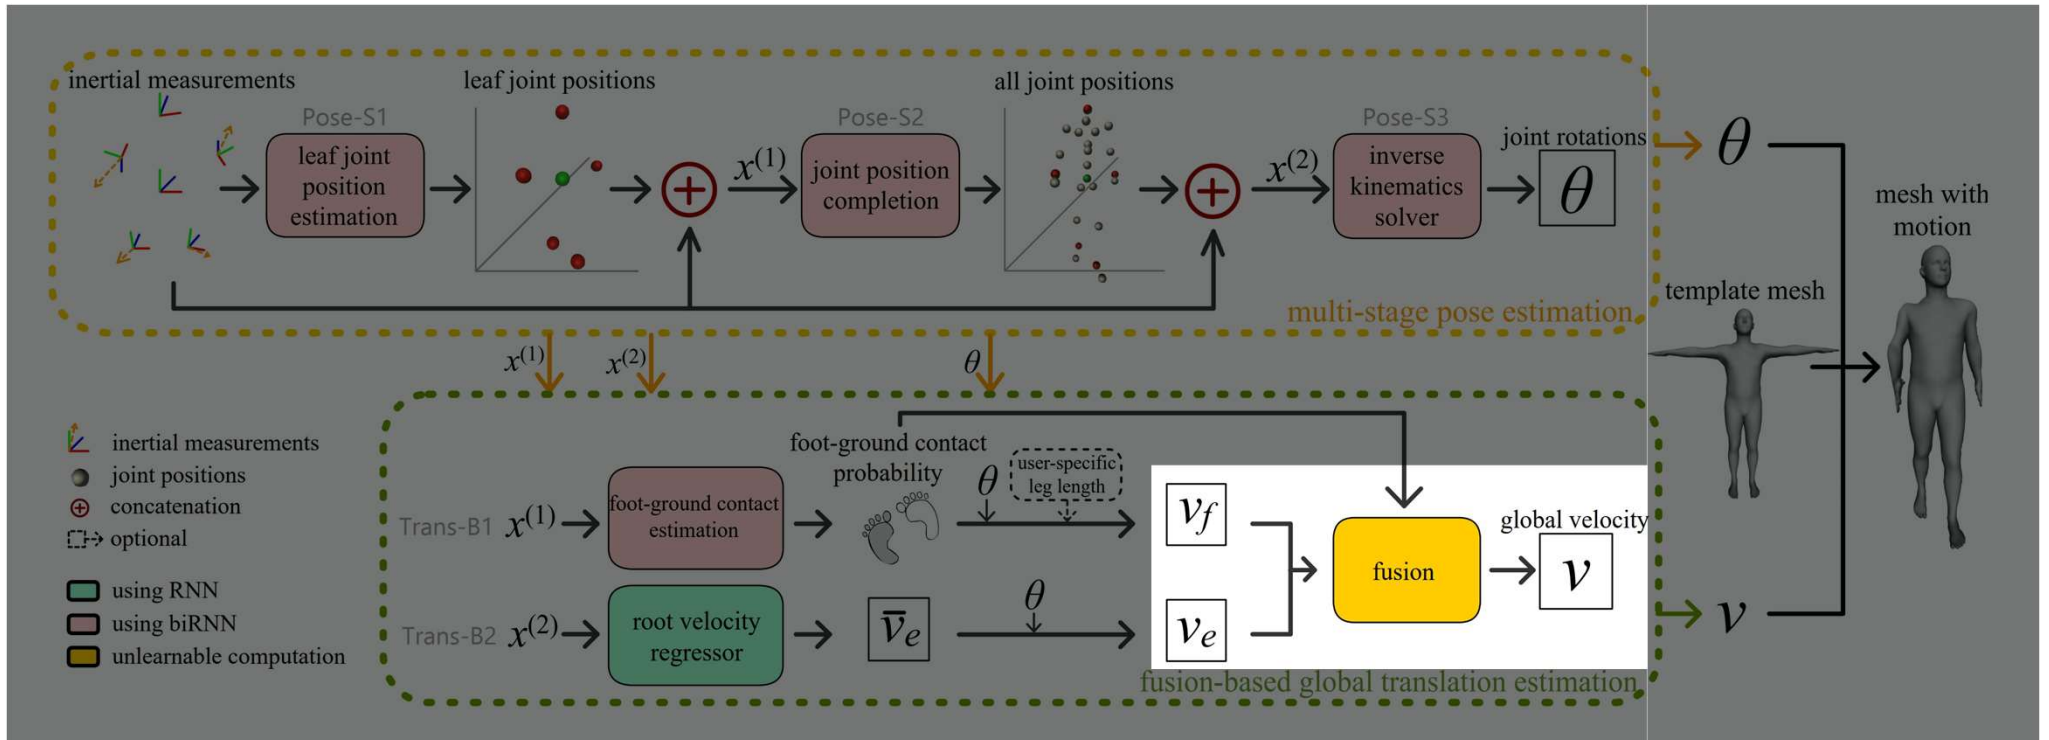 inertial measurements
leaf joint positions
all joint positions
Pose-S1
Pose-S2
Pose-S3
leaf joint
position
estimation
x^{(1)}
joint position
completion
x^{(2)}
inverse
kinematics
solver
joint rotations
θ
θ
mesh with
motion
template mesh
multi-stage pose estimation
x^{(1)}
x^{(2)}
θ
inertial measurements
joint positions
concatenation
optional
using RNN
using biRNN
unlearnable computation
foot-ground contact
probability
θ
user-specific
leg length
Trans-B1
x^{(1)}
foot-ground contact
estimation
v_f
global velocity
fusion
v
v
Trans-B2
x^{(2)}
root velocity
regressor
v̅_e
θ
v_e
fusion-based global translation estimation